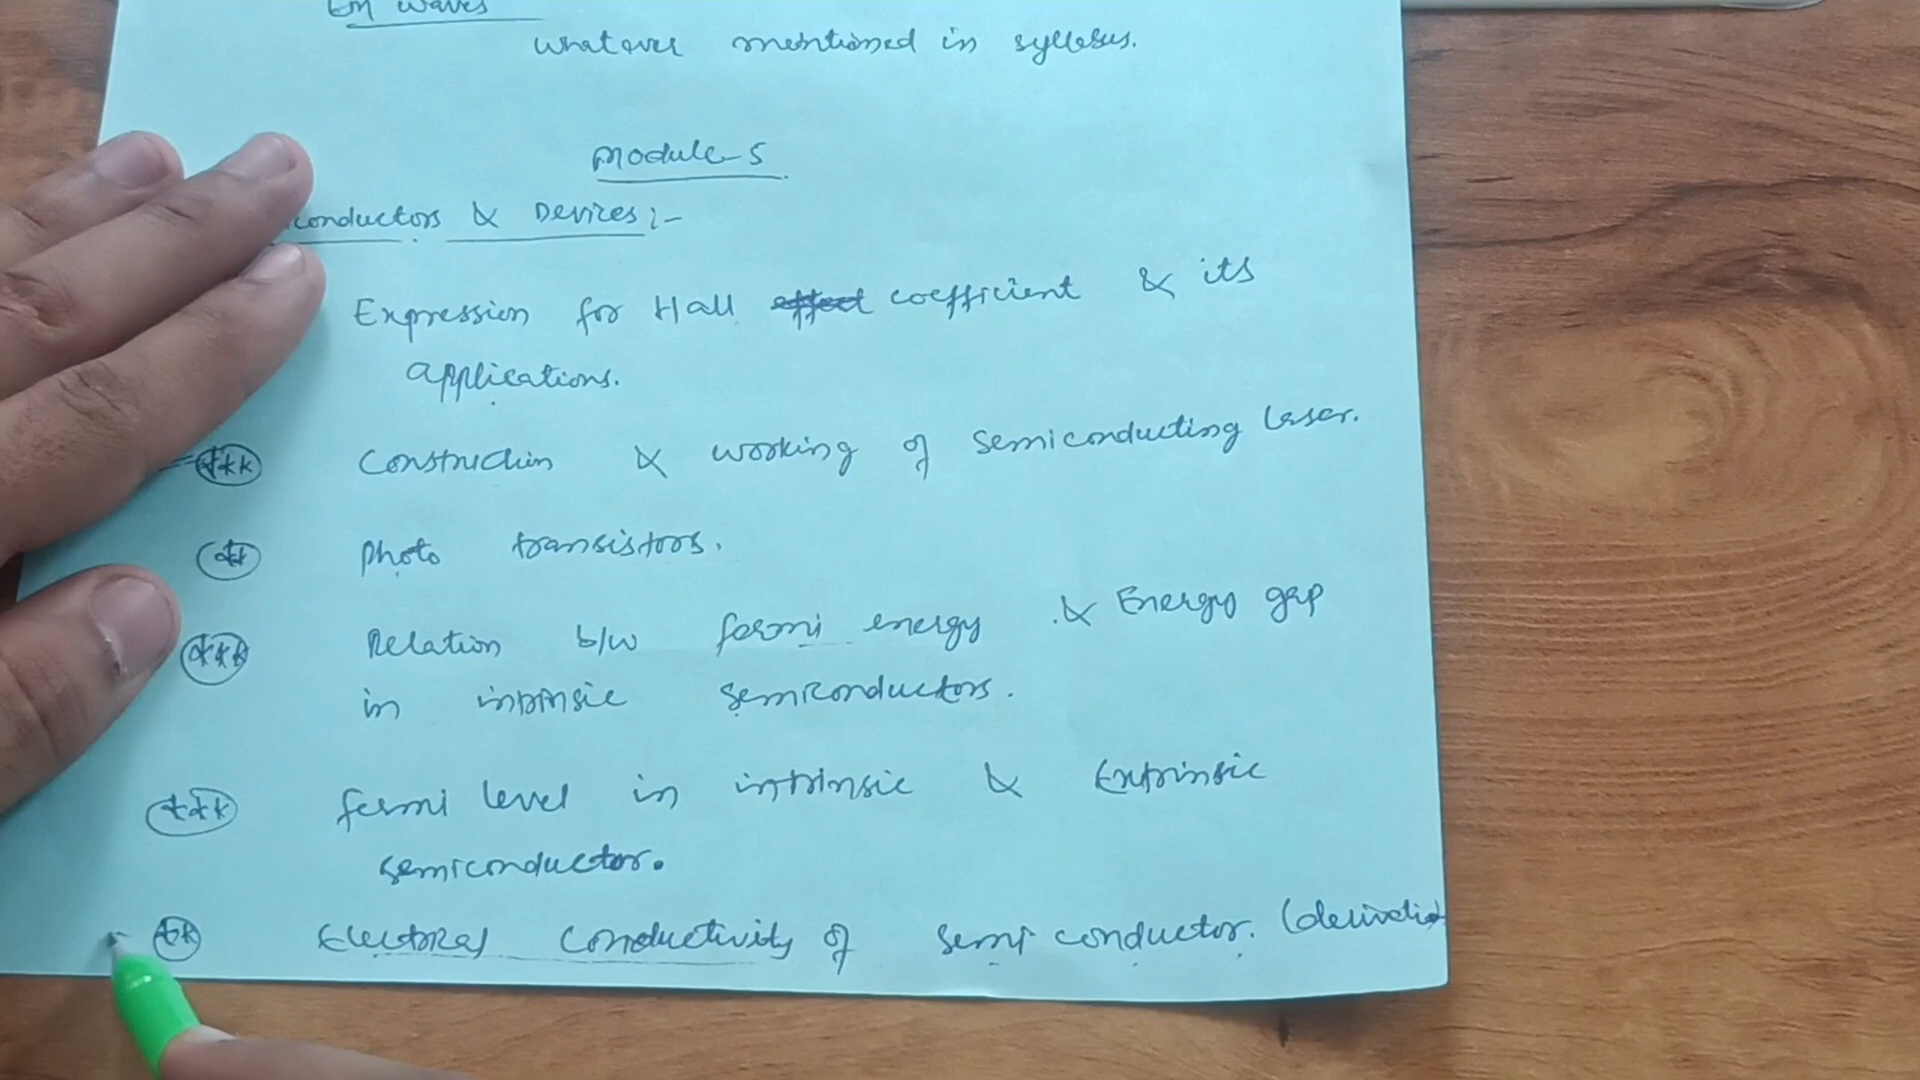 EM waves
whatever mentioned in syllabus.
Module-5
conductors & Devices :-
Expression for Hall coefficient & its
applications.
*** Construction & working of semiconducting laser.
** Photo transistors.
*** Relation b/w fermi energy & Energy gap
in intrinsic semiconductors.
*** fermi level in intrinsic & Extrinsic
semiconductor.
** Electrical conductivity of semi conductor. (derivation